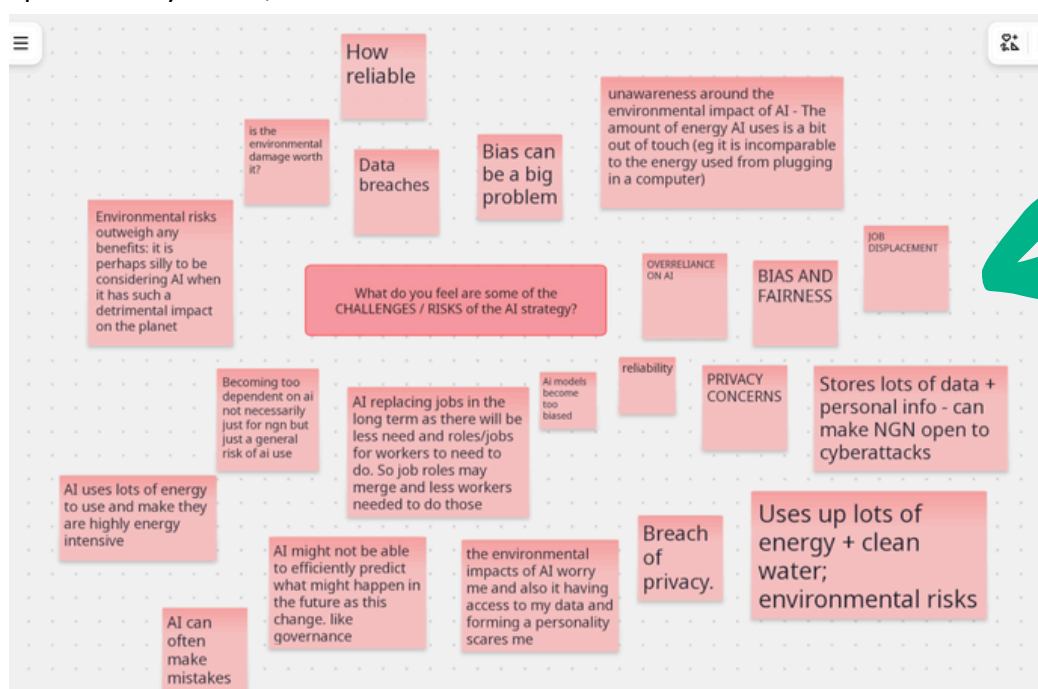 How
reliable
unawareness around the
environmental impact of AI - The
amount of energy AI uses is a bit
out of touch (eg it is incomparable
to the energy used from plugging
in a computer)
is the
environmental
damage worth
it?
Data
breaches
Bias can
be a big
problem
Environmental risks
outweigh any
benefits: it is
perhaps silly to be
considering AI when
it has such a
detrimental impact
on the planet
JOB
DISPLACEMENT
OVERRELIANCE
ON AI
BIAS AND
FAIRNESS
What do you feel are some of the
CHALLENGES / RISKS of the AI strategy?
Becoming too
dependent on ai
not necessarily
just for ngn but
just a general
risk of ai use
AI replacing jobs in the
long term as there will be
less need and roles/jobs
for workers to need to
do. So job roles may
merge and less workers
needed to do those
Ai models
become
too
biased
reliability
PRIVACY
CONCERNS
Stores lots of data +
personal info - can
make NGN open to
cyberattacks
AI uses lots of energy
to use and make they
are highly energy
intensive
AI might not be able
to efficiently predict
what might happen in
the future as this
change. like
governance
the environmental
impacts of AI worry
me and also it having
access to my data and
forming a personality
scares me
Breach
of
privacy.
Uses up lots of
energy + clean
water;
environmental risks
AI can
often
make
mistakes